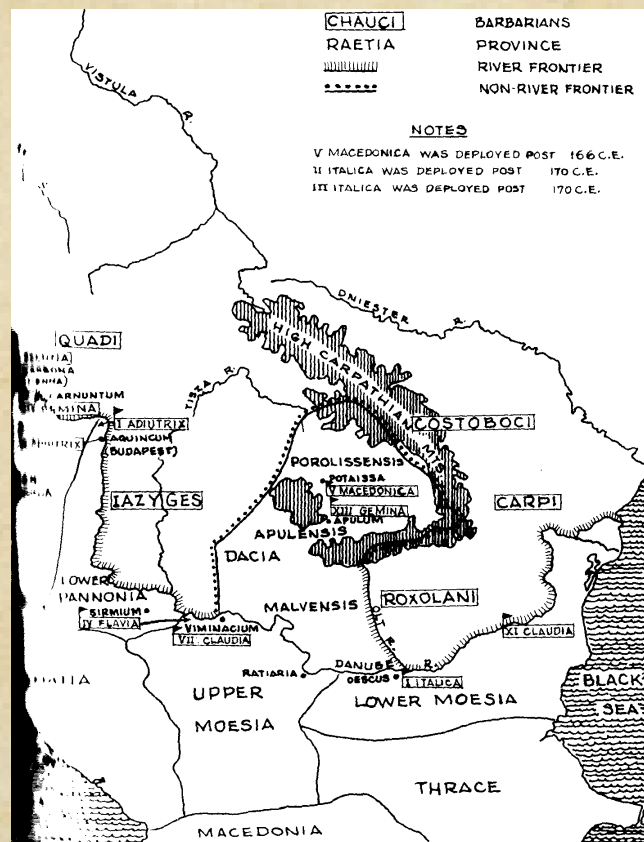 CHAUCI BARBARIANS
RAETIA PROVINCE
RIVER FRONTIER
NON-RIVER FRONTIER
NOTES
V MACEDONICA WAS DEPLOYED POST 166 C.E.
II ITALICA WAS DEPLOYED POST 170 C.E.
III ITALICA WAS DEPLOYED POST 170 C.E.
VISTULA R.
DNIESTER R.
HIGH CARPATHIAN MTS
QUADI
TISZA R.
COSTOBOCI
I ADIUTRIX
AQUINCUM
(BUDAPEST)
POROLISSENSIS
POTAISSA
V MACEDONICA
IAZYGES
XIII GEMINA
CARPI
APULUM
APULENSIS
DACIA
LOWER
PANNONIA
ROXOLANI
MALVENSIS
SIRMIUM
IV FLAVIA
OLT R.
VIMINACIUM
VII CLAUDIA
XI CLAUDIA
DANUBE R.
RATIARIA
OESCUS
I ITALICA
BLACK
SEA
UPPER
MOESIA
LOWER MOESIA
THRACE
MACEDONIA